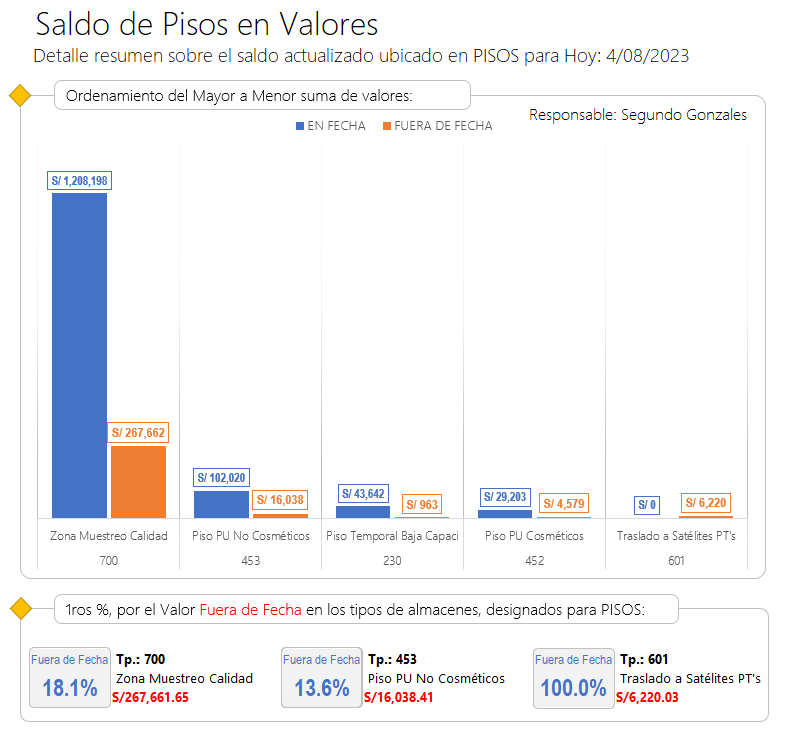 Saldo de Pisos en Valores
Detalle resumen sobre el saldo actualizado ubicado en PISOS para Hoy: 4/08/2023
Ordenamiento del Mayor a Menor suma de valores:
Responsable: Segundo Gonzales
EN FECHA FUERA DE FECHA
S/ 1,208,198
S/ 267,662
S/ 102,020
S/ 16,038
S/ 43,642
S/ 963
S/ 29,203
S/ 4,579
S/ 0
S/ 6,220
Zona Muestreo Calidad Piso PU No Cosméticos Piso Temporal Baja Capaci Piso PU Cosméticos Traslado a Satélites PT's
700 453 230 452 601
1ros %, por el Valor Fuera de Fecha en los tipos de almacenes, designados para PISOS:
Fuera de Fecha
18.1%
Tp.: 700
Zona Muestreo Calidad
S/267,661.65
Fuera de Fecha
13.6%
Tp.: 453
Piso PU No Cosméticos
S/16,038.41
Fuera de Fecha
100.0%
Tp.: 601
Traslado a Satélites PT's
S/6,220.03